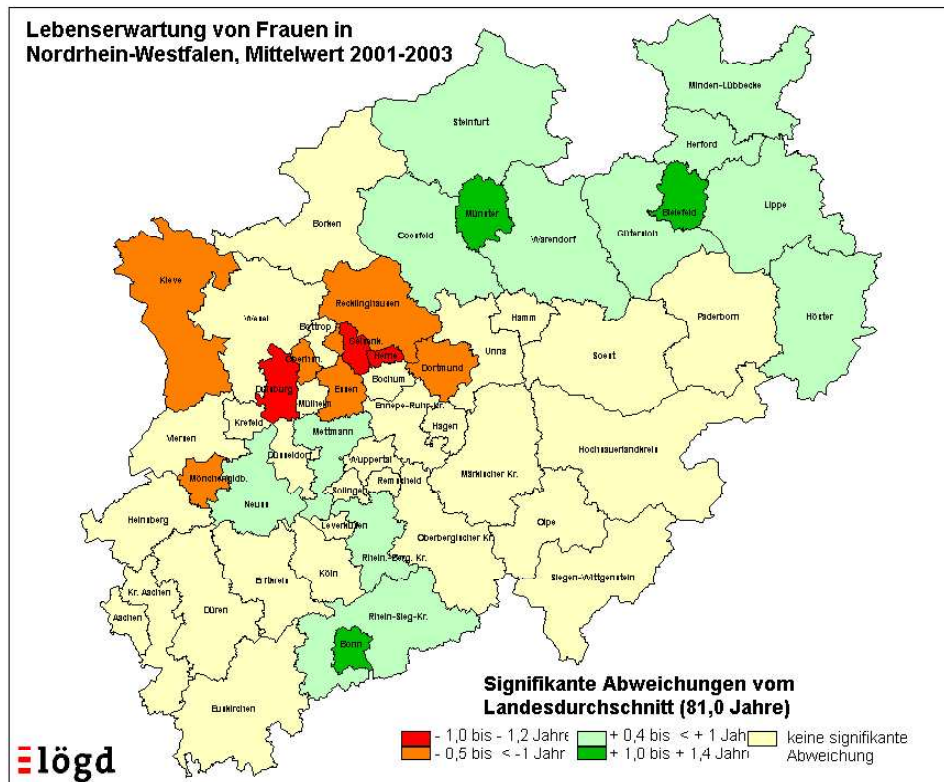 Lebenserwartung von Frauen in
Nordrhein-Westfalen, Mittelwert 2001-2003
Minden-Lübbecke
Steinfurt
Herford
Borken
Münster
Bielefeld
Lippe
Coesfeld
Warendorf
Gütersloh
Kleve
Recklinghausen
Höxter
Paderborn
Wesel
Bottrop
Hamm
Soest
Unna
Gelsenk.
Herne
Oberhsn.
Dortmund
Duisburg
Essen
Bochum
Mülheim
Ennepe-Ruhr-Kr.
Krefeld
Mettmann
Hagen
Viersen
Hochsauerlandkreis
Düsseldorf
Wuppertal
Märkischer Kr.
Mönchengldb.
Remscheid
Neuss
Solingen
Heinsberg
Leverkusen
Olpe
Oberbergischer Kr.
Rhein.-Berg. Kr.
Köln
Erftkreis
Siegen-Wittgenstein
Kr. Aachen
Düren
Aachen
Rhein-Sieg-Kr.
Bonn
Euskirchen
Signifikante Abweichungen vom
Landesdurchschnitt (81,0 Jahre)
- 1,0 bis - 1,2 Jahre
+ 0,4 bis < + 1 Jahr
keine signifikante
- 0,5 bis < -1 Jahr
+ 1,0 bis + 1,4 Jahr
Abweichung
lögd